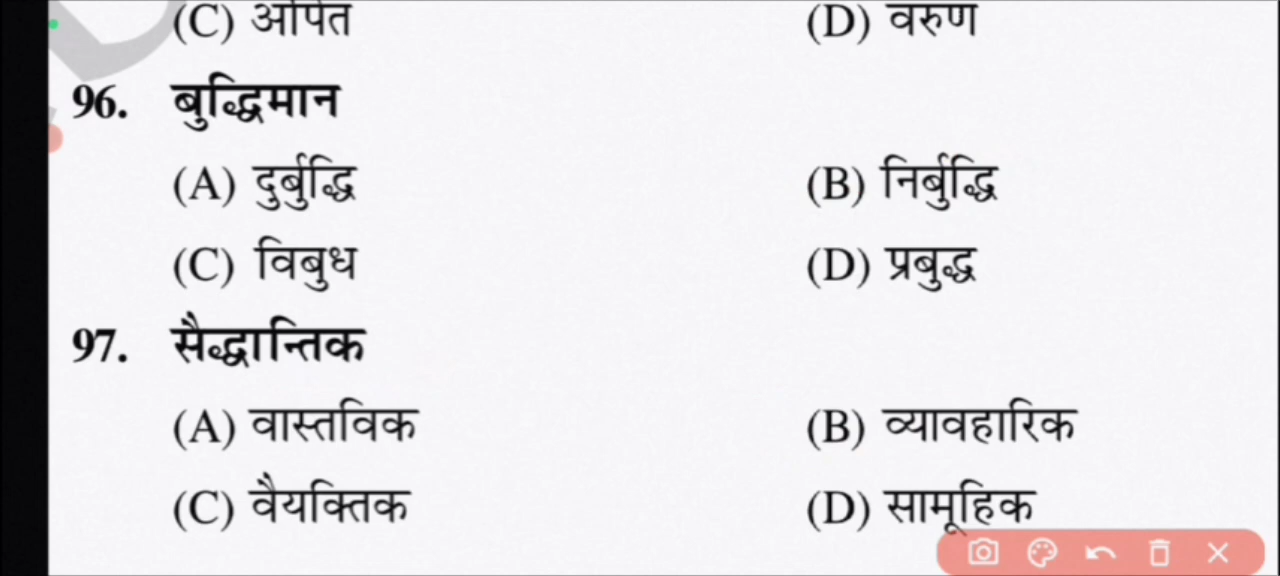 (C) अर्पित (D) वरुण
96. बुद्धिमान
(A) दुर्बुद्धि (B) निर्बुद्धि
(C) विबुध (D) प्रबुद्ध
97. सैद्धान्तिक
(A) वास्तविक (B) व्यावहारिक
(C) वैयक्तिक (D) सामूहिक